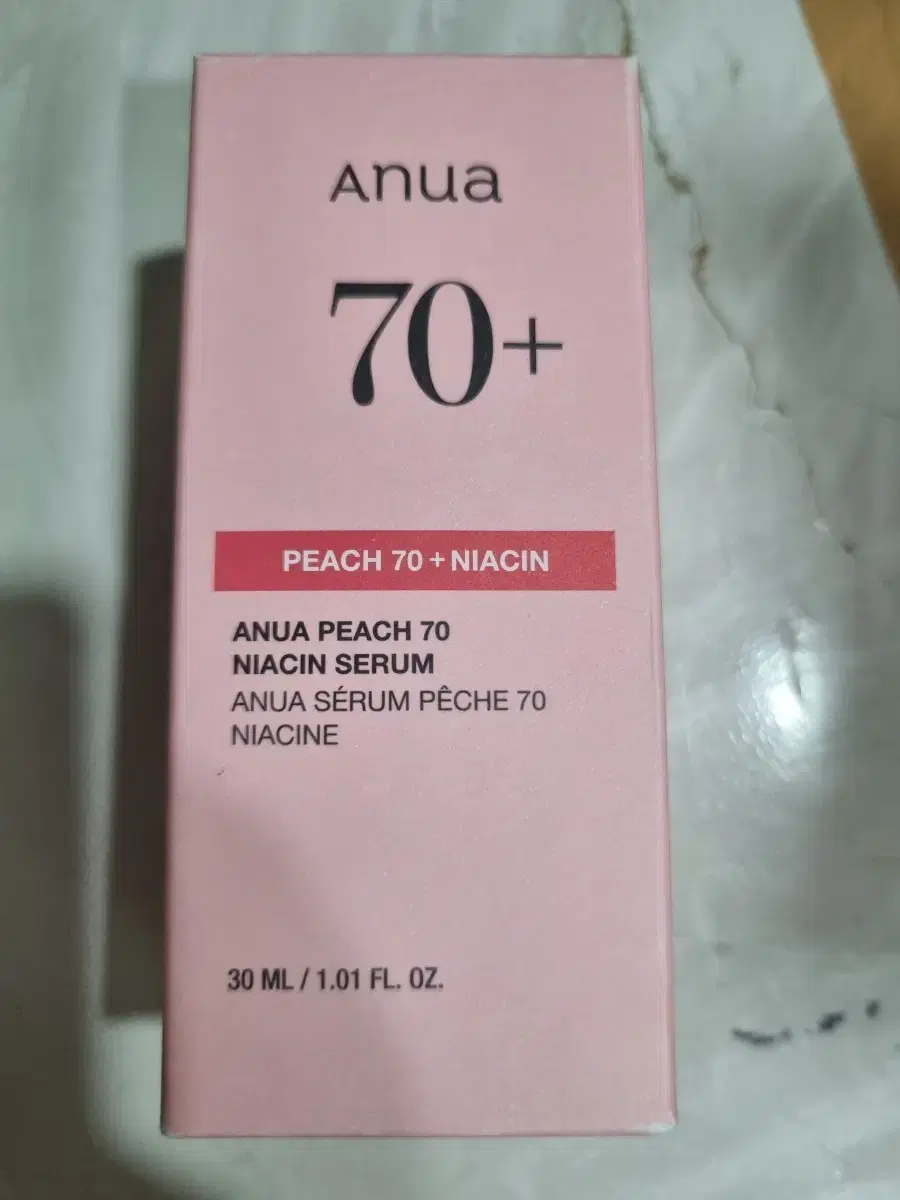 Anua
70+
PEACH 70 + NIACIN
ANUA PEACH 70
NIACIN SERUM
ANUA SÉRUM PÊCHE 70
NIACINE
30 ML / 1.01 FL. OZ.